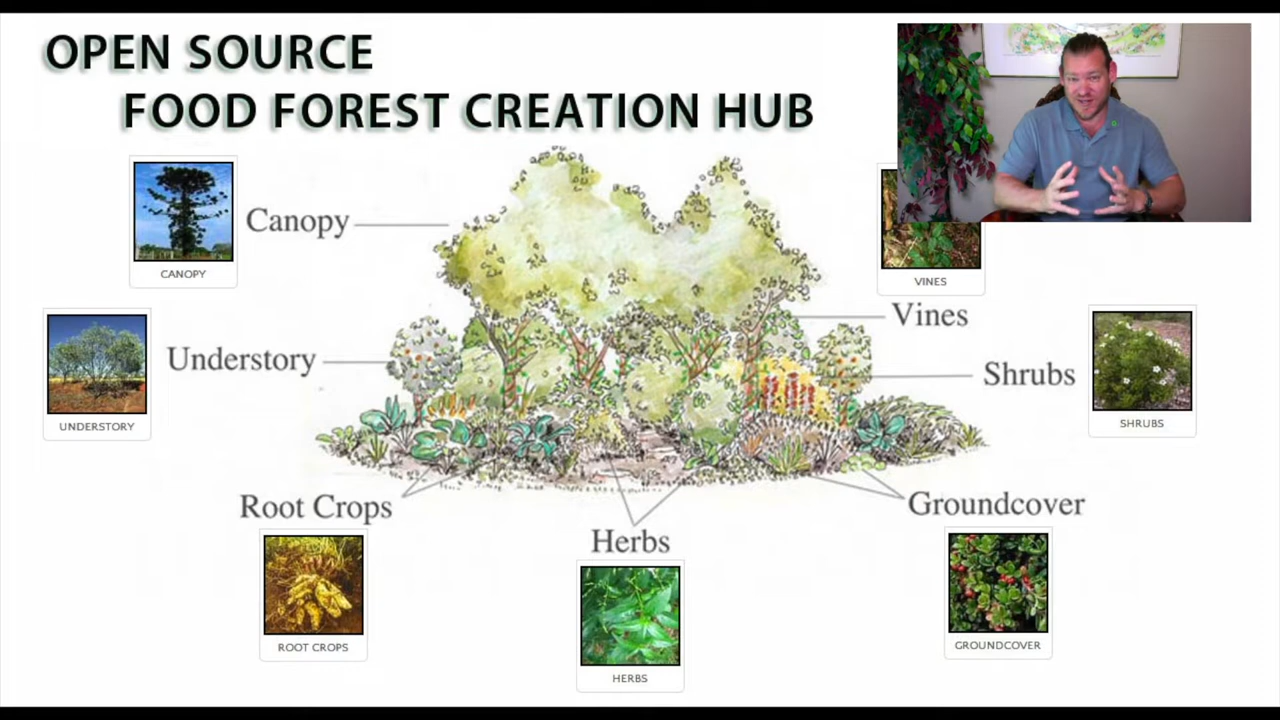 OPEN SOURCE
FOOD FOREST CREATION HUB
Canopy
CANOPY
VINES
Vines
Understory
UNDERSTORY
Shrubs
SHRUBS
Root Crops
ROOT CROPS
Herbs
HERBS
Groundcover
GROUNDCOVER